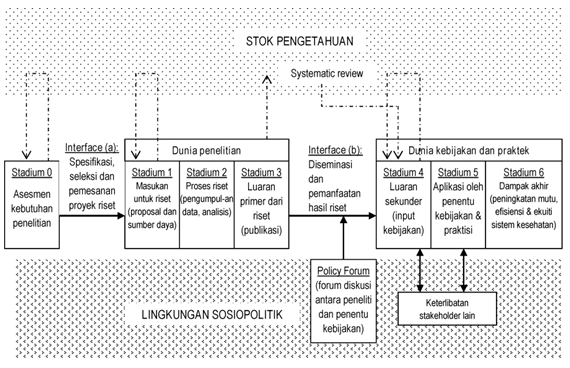 STOK PENGETAHUAN
Systematic review
Interface (a):
Spesifikasi,
seleksi dan
pemesanan
proyek riset
Dunia penelitian
Interface (b):
Diseminasi
dan
pemanfaatan
hasil riset
Dunia kebijakan dan praktek
Stadium 0
Asesmen
kebutuhan
penelitian
Stadium 1
Masukan
untuk riset
(proposal dan
sumber daya)
Stadium 2
Proses riset
(pengumpul-an
data, analisis)
Stadium 3
Luaran
primer dari
riset
(publikasi)
Stadium 4
Luaran
sekunder
(input
kebijakan)
Stadium 5
Aplikasi oleh
penentu
kebijakan &
praktisi
Stadium 6
Dampak akhir
(peningkatan mutu,
efisiensi & ekuiti
sistem kesehatan)
Policy Forum
(forum diskusi
antara peneliti
dan penentu
kebijakan)
Keterlibatan
stakeholder lain
LINGKUNGAN SOSIOPOLITIK